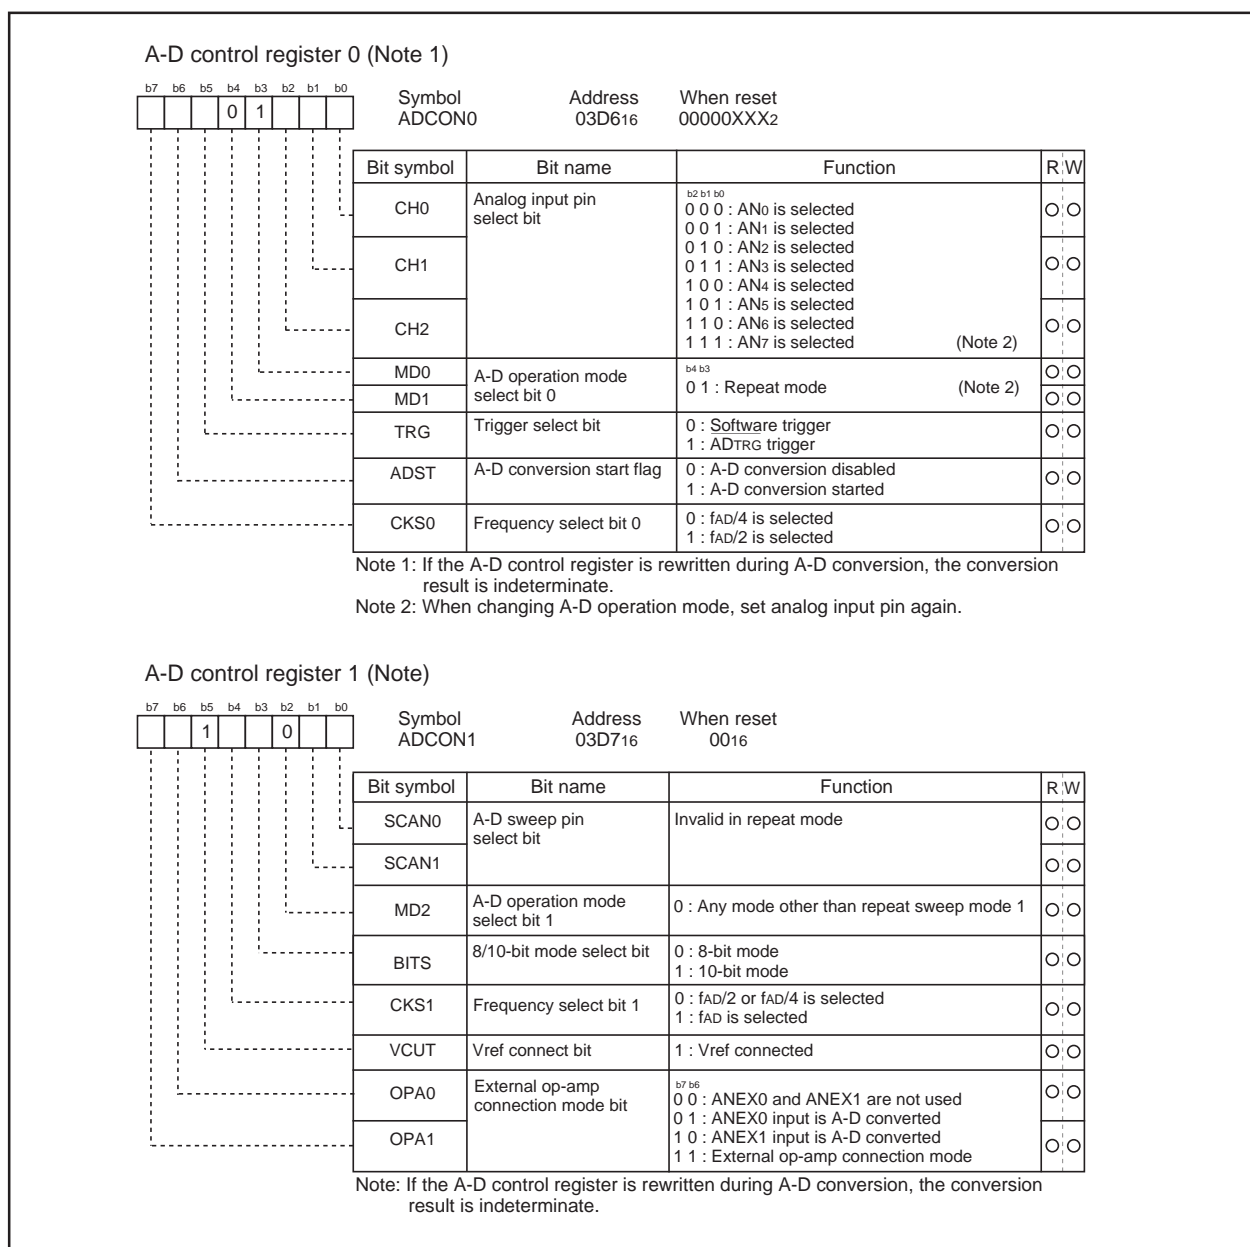 A-D control register 0 (Note 1)
b7 b6 b5 b4 b3 b2 b1 b0
0 1
Symbol Address When reset
ADCON0 03D616 00000XXX2
Bit symbol Bit name Function R W
CH0 Analog input pin select bit
b2 b1 b0
0 0 0 : AN0 is selected
0 0 1 : AN1 is selected
0 1 0 : AN2 is selected
CH1
0 1 1 : AN3 is selected
1 0 0 : AN4 is selected
1 0 1 : AN5 is selected
CH2
1 1 0 : AN6 is selected
1 1 1 : AN7 is selected (Note 2)
MD0 A-D operation mode select bit 0
b4 b3
0 1 : Repeat mode (Note 2)
MD1
TRG Trigger select bit
0 : Software trigger
1 : ADTRG trigger
ADST A-D conversion start flag
0 : A-D conversion disabled
1 : A-D conversion started
CKS0 Frequency select bit 0
0 : fAD/4 is selected
1 : fAD/2 is selected
Note 1: If the A-D control register is rewritten during A-D conversion, the conversion
result is indeterminate.
Note 2: When changing A-D operation mode, set analog input pin again.
A-D control register 1 (Note)
b7 b6 b5 b4 b3 b2 b1 b0
1 0
Symbol Address When reset
ADCON1 03D716 0016
Bit symbol Bit name Function R W
SCAN0 A-D sweep pin select bit Invalid in repeat mode
SCAN1
MD2 A-D operation mode select bit 1 0 : Any mode other than repeat sweep mode 1
BITS 8/10-bit mode select bit
0 : 8-bit mode
1 : 10-bit mode
CKS1 Frequency select bit 1
0 : fAD/2 or fAD/4 is selected
1 : fAD is selected
VCUT Vref connect bit 1 : Vref connected
OPA0 External op-amp connection mode bit
b7 b6
0 0 : ANEX0 and ANEX1 are not used
0 1 : ANEX0 input is A-D converted
OPA1
1 0 : ANEX1 input is A-D converted
1 1 : External op-amp connection mode
Note: If the A-D control register is rewritten during A-D conversion, the conversion
result is indeterminate.